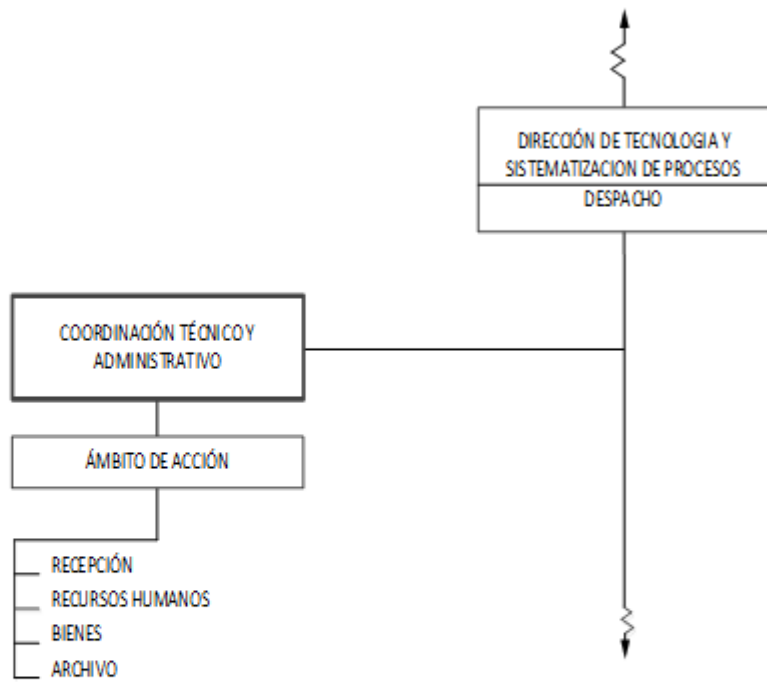 DIRECCIÓN DE TECNOLOGIA Y
SISTEMATIZACION DE PROCESOS
DESPACHO
COORDINACIÓN TÉCNICO Y
ADMINISTRATIVO
ÁMBITO DE ACCIÓN
RECEPCIÓN
RECURSOS HUMANOS
BIENES
ARCHIVO